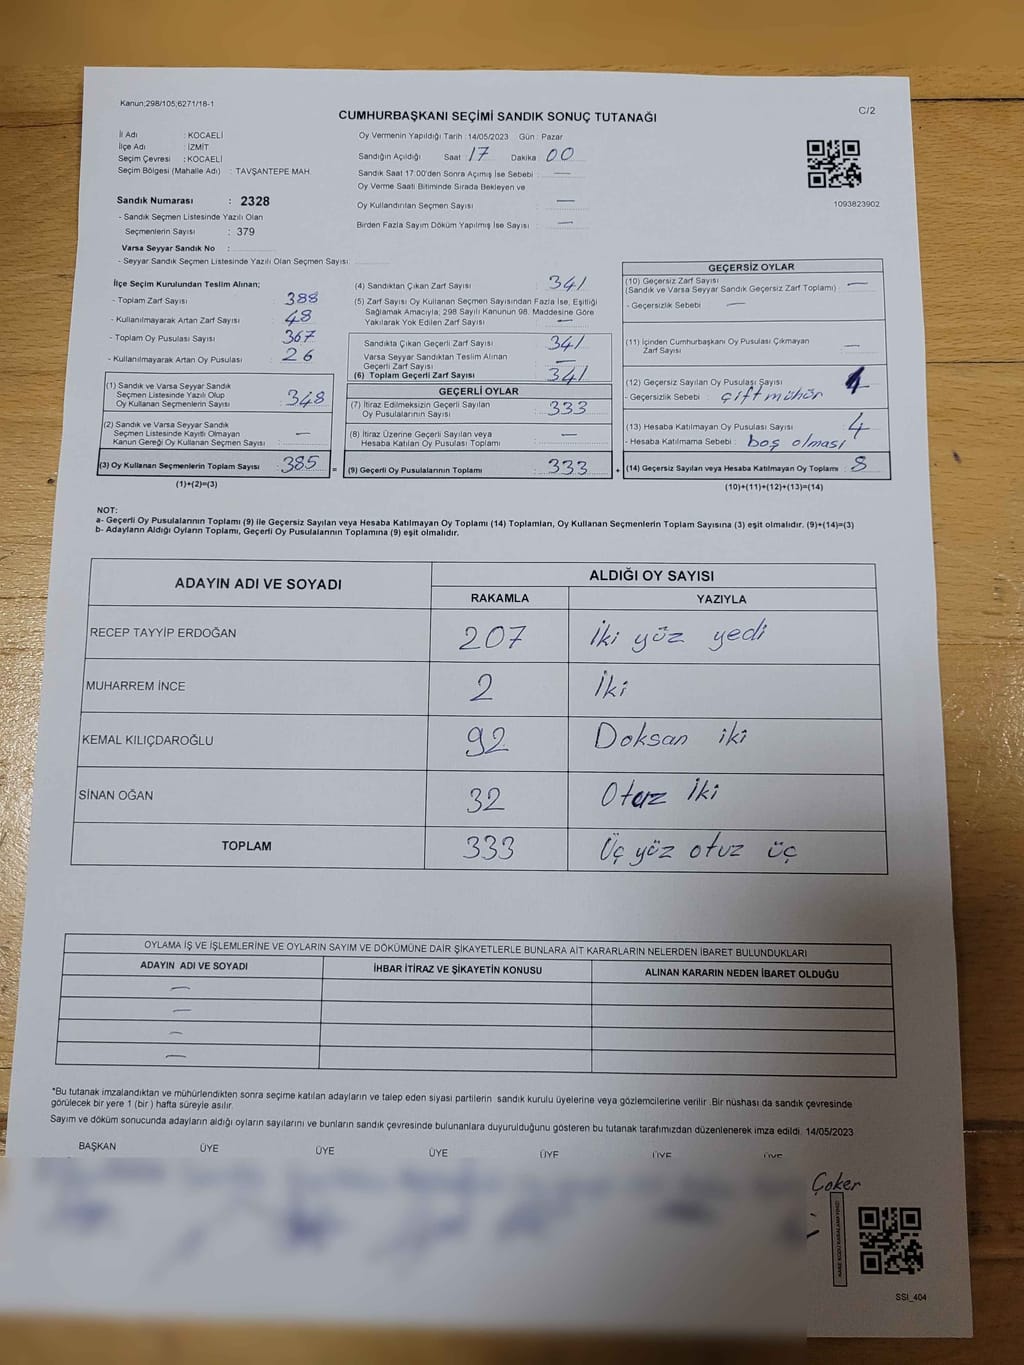 Kanun;298/105;6271/18-1
CUMHURBAŞKANI SEÇİMİ SANDIK SONUÇ TUTANAĞI
C/2
İl Adı : KOCAELİ
İlçe Adı : İZMİT
Seçim Çevresi : KOCAELİ
Seçim Bölgesi (Mahalle Adı) : TAVŞANTEPE MAH.
Sandık Numarası : 2328
- Sandık Seçmen Listesinde Yazılı Olan
Seçmenlerin Sayısı : 379
Varsa Seyyar Sandık No :
- Seyyar Sandık Seçmen Listesinde Yazılı Olan Seçmen Sayısı:
Oy Vermenin Yapıldığı Tarih : 14/05/2023 Gün : Pazar
Sandığın Açıldığı Saat : 17 Dakika : 00
Sandık Saat 17:00'den Sonra Açımış İse Sebebi : —
Oy Verme Saati Bitiminde Sırada Bekleyen ve
Oy Kullandırılan Seçmen Sayısı : —
Birden Fazla Sayım Döküm Yapılmış İse Sayısı : —
1093823902
İlçe Seçim Kurulundan Teslim Alınan;
- Toplam Zarf Sayısı : 388
- Kullanılmayarak Artan Zarf Sayısı : 48
- Toplam Oy Pusulası Sayısı : 367
- Kullanılmayarak Artan Oy Pusulası : 26
(1) Sandık ve Varsa Seyyar Sandık
Seçmen Listesinde Yazılı Olup
Oy Kullanan Seçmenlerin Sayısı : 348
(2) Sandık ve Varsa Seyyar Sandık
Seçmen Listesinde Kayıtlı Olmayan
Kanun Gereği Oy Kullanan Seçmen Sayısı : —
(3) Oy Kullanan Seçmenlerin Toplam Sayısı : 385
(1)+(2)=(3)
=
(4) Sandıktan Çıkan Zarf Sayısı : 341
(5) Zarf Sayısı Oy Kullanan Seçmen Sayısından Fazla İse, Eşitliği
Sağlamak Amacıyla; 298 Sayılı Kanunun 98. Maddesine Göre
Yakılarak Yok Edilen Zarf Sayısı : —
Sandıkta Çıkan Geçerli Zarf Sayısı : 341
Varsa Seyyar Sandıktan Teslim Alınan
Geçerli Zarf Sayısı : —
(6) Toplam Geçerli Zarf Sayısı : 341
GEÇERLİ OYLAR
(7) İtiraz Edilmeksizin Geçerli Sayılan
Oy Pusulalarının Sayısı : 333
(8) İtiraz Üzerine Geçerli Sayılan veya
Hesaba Katılan Oy Pusulası Toplamı : —
(9) Geçerli Oy Pusulalarının Toplamı : 333
+
GEÇERSİZ OYLAR
(10) Geçersiz Zarf Sayısı
(Sandık ve Varsa Seyyar Sandık Geçersiz Zarf Toplamı) : —
- Geçersizlik Sebebi : —
(11) İçinden Cumhurbaşkanı Oy Pusulası Çıkmayan
Zarf Sayısı : —
(12) Geçersiz Sayılan Oy Pusulası Sayısı : 4
- Geçersizlik Sebebi : çift mühür
(13) Hesaba Katılmayan Oy Pusulası Sayısı : 4
- Hesaba Katılmama Sebebi : boş olması
(14) Geçersiz Sayılan veya Hesaba Katılmayan Oy Toplamı : 8
(10)+(11)+(12)+(13)=(14)
NOT:
a- Geçerli Oy Pusulalarının Toplamı (9) ile Geçersiz Sayılan veya Hesaba Katılmayan Oy Toplamı (14) Toplamları, Oy Kullanan Seçmenlerin Toplam Sayısına (3) eşit olmalıdır. (9)+(14)=(3)
b- Adayların Aldığı Oyların Toplamı, Geçerli Oy Pusulalarının Toplamına (9) eşit olmalıdır.
ADAYIN ADI VE SOYADI
ALDIĞI OY SAYISI
RAKAMLA YAZIYLA
RECEP TAYYİP ERDOĞAN 207 İki yüz yedi
MUHARREM İNCE 2 İki
KEMAL KILIÇDAROĞLU 92 Doksan iki
SİNAN OĞAN 32 Otuz İki
TOPLAM 333 Üç yüz otuz üç
OYLAMA İŞ VE İŞLEMLERİNE VE OYLARIN SAYIM VE DÖKÜMÜNE DAİR ŞİKAYETLERLE BUNLARA AİT KARARLARIN NELERDEN İBARET BULUNDUKLARI
ADAYIN ADI VE SOYADI İHBAR İTİRAZ VE ŞİKAYETİN KONUSU ALINAN KARARIN NEDEN İBARET OLDUĞU
—
—
—
—
*Bu tutanak imzalandıktan ve mühürlendikten sonra seçime katılan adayların ve talep eden siyasi partilerin sandık kurulu üyelerine veya gözlemcilerine verilir .Bir nüshası da sandık çevresinde
görülecek bir yere 1 (bir ) hafta süreyle asılır.
Sayım ve döküm sonucunda adayların aldığı oyların sayılarını ve bunların sandık çevresinde bulunanlara duyurulduğunu gösteren bu tutanak tarafımızdan düzenlenerek imza edildi. 14/05/2023
BAŞKAN ÜYE ÜYE ÜYE ÜYE ÜYE ÜYE
Çoker
SSI_404